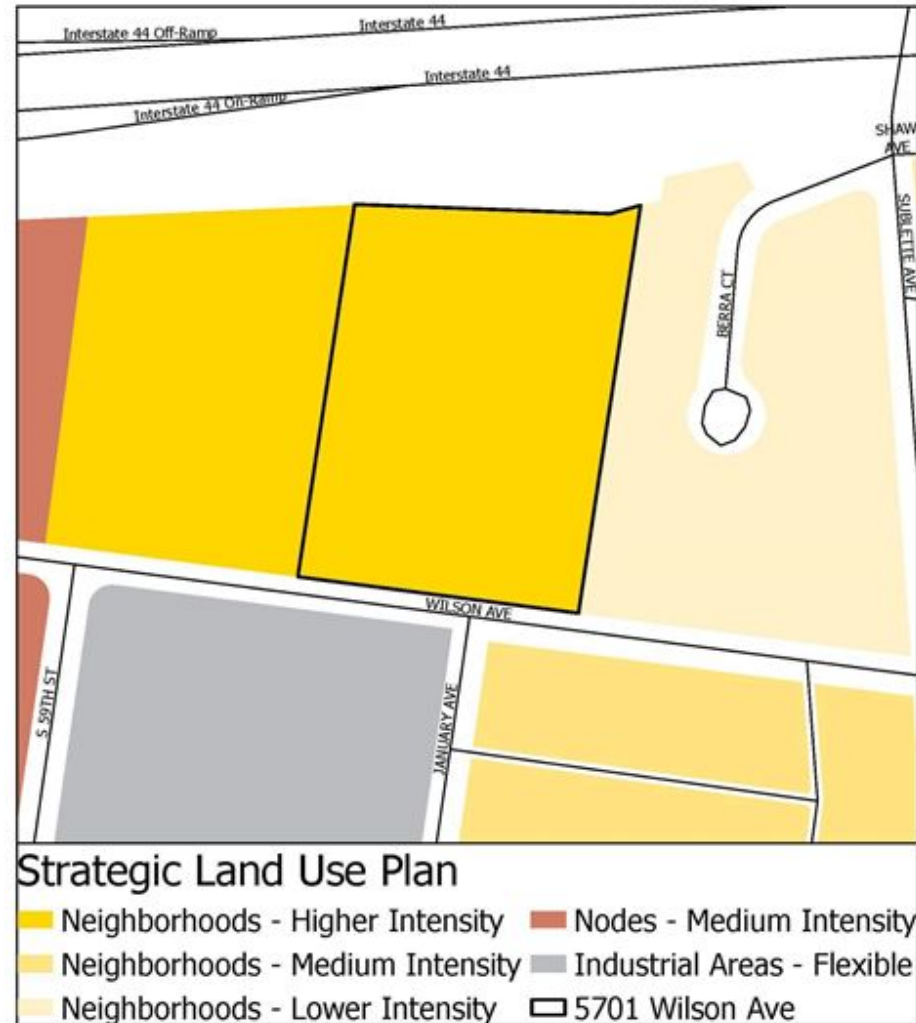 Interstate 44 Off-Ramp
Interstate 44
Interstate 44
Interstate 44 On-Ramp
SHAW
AVE
SUBLETTE AVE
BERRA CT
WILSON AVE
S 59TH ST
JANUARY AVE
Strategic Land Use Plan
Neighborhoods - Higher Intensity
Nodes - Medium Intensity
Neighborhoods - Medium Intensity
Industrial Areas - Flexible
Neighborhoods - Lower Intensity
5701 Wilson Ave